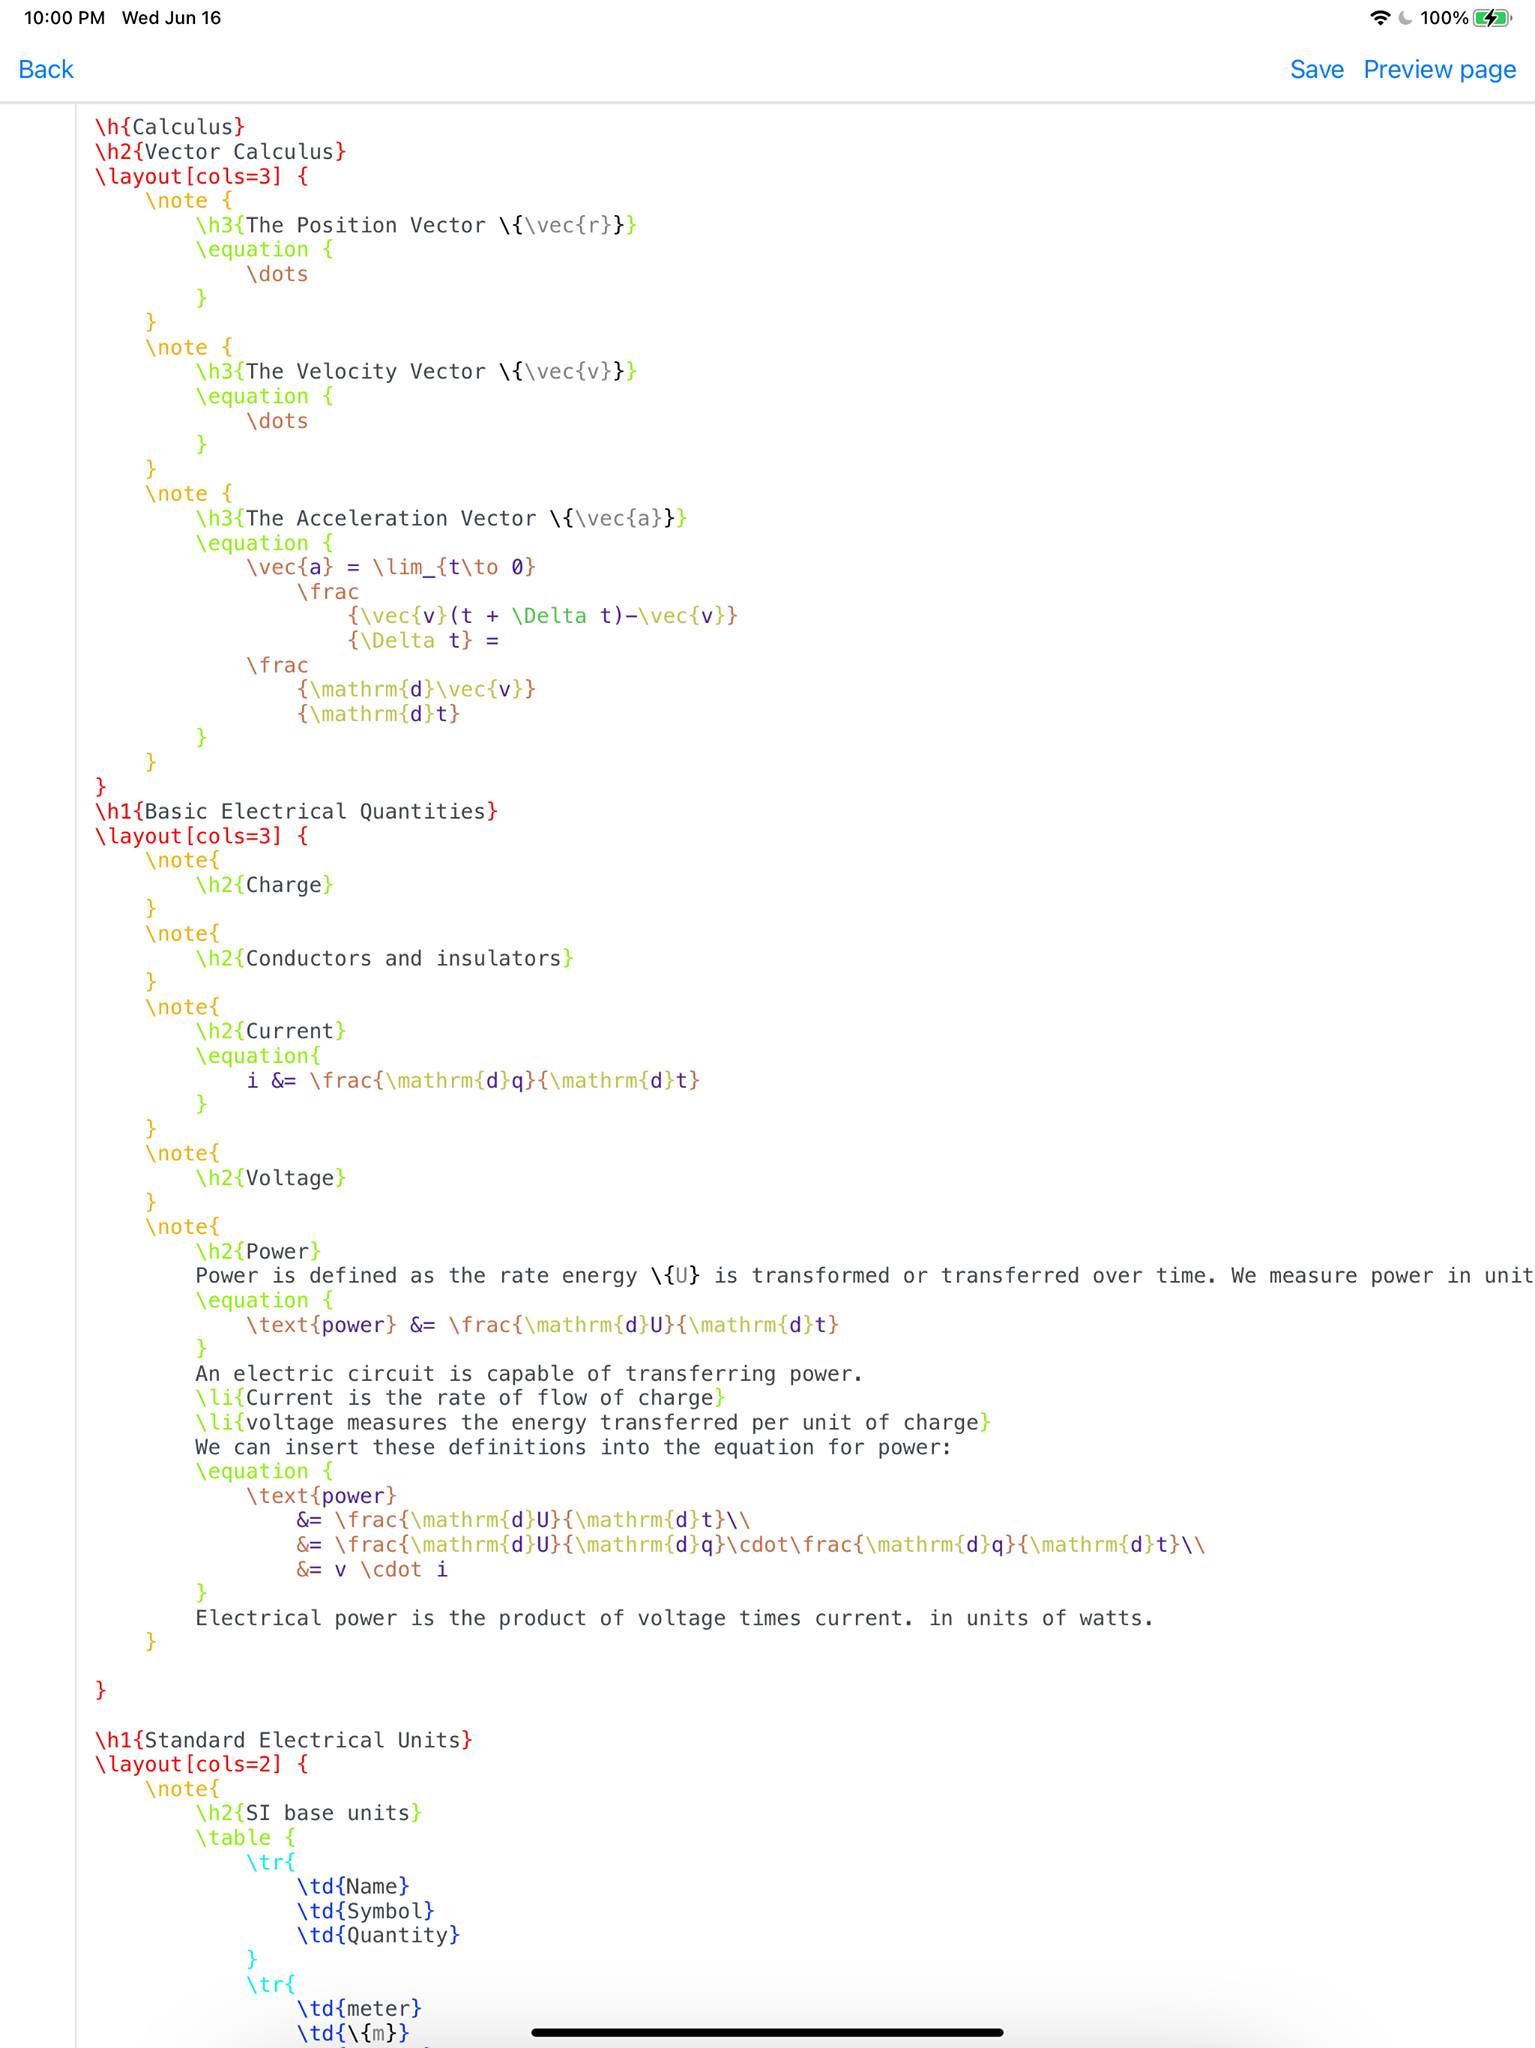 10:00 PM Wed Jun 16
100%
Back
Save Preview page
\h{Calculus}
\h2{Vector Calculus}
\layout[cols=3] {
\note {
\h3{The Position Vector \{\vec{r}}}
\equation {
\dots
}
}
\note {
\h3{The Velocity Vector \{\vec{v}}}
\equation {
\dots
}
}
\note {
\h3{The Acceleration Vector \{\vec{a}}}
\equation {
\vec{a} = \lim_{t\to 0}
\frac
{\vec{v}(t + \Delta t)-\vec{v}}
{\Delta t} =
\frac
{\mathrm{d}\vec{v}}
{\mathrm{d}t}
}
}
}
\h1{Basic Electrical Quantities}
\layout[cols=3] {
\note{
\h2{Charge}
}
\note{
\h2{Conductors and insulators}
}
\note{
\h2{Current}
\equation{
i &= \frac{\mathrm{d}q}{\mathrm{d}t}
}
}
\note{
\h2{Voltage}
}
\note{
\h2{Power}
Power is defined as the rate energy \{U} is transformed or transferred over time. We measure power in unit
\equation {
\text{power} &= \frac{\mathrm{d}U}{\mathrm{d}t}
}
An electric circuit is capable of transferring power.
\li{Current is the rate of flow of charge}
\li{voltage measures the energy transferred per unit of charge}
We can insert these definitions into the equation for power:
\equation {
\text{power}
&= \frac{\mathrm{d}U}{\mathrm{d}t}\\
&= \frac{\mathrm{d}U}{\mathrm{d}q}\cdot\frac{\mathrm{d}q}{\mathrm{d}t}\\
&= v \cdot i
}
Electrical power is the product of voltage times current. in units of watts.
}
}
\h1{Standard Electrical Units}
\layout[cols=2] {
\note{
\h2{SI base units}
\table {
\tr{
\td{Name}
\td{Symbol}
\td{Quantity}
}
\tr{
\td{meter}
\td{\{m}}